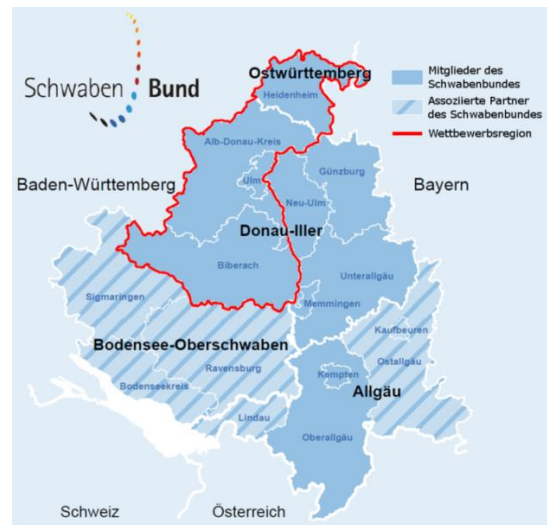 Schwaben Bund
Ostwürttemberg
Heidenheim
Mitglieder des
Schwabenbundes
Assoziierte Partner
des Schwabenbundes
Wettbewerbsregion
Alb-Donau-Kreis
Baden-Württemberg
Ulm
Günzburg
Bayern
Neu-Ulm
Donau-Iller
Biberach
Unterallgäu
Sigmaringen
Memmingen
Kaufbeuren
Bodensee-Oberschwaben
Ostallgäu
Ravensburg
Kempten
Bodenseekreis
Allgäu
Lindau
Oberallgäu
Schweiz
Österreich